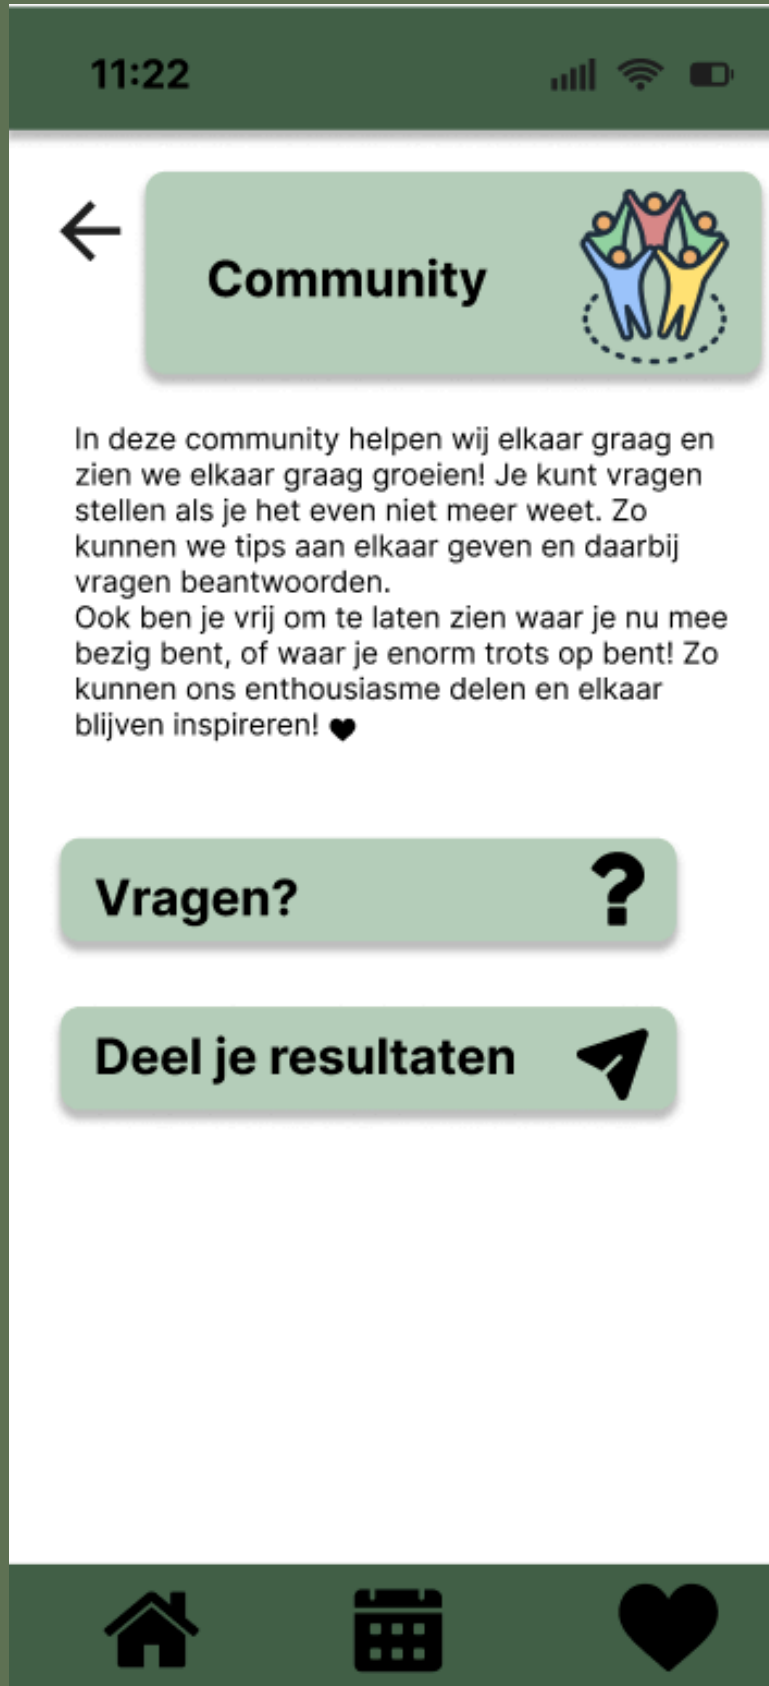 11:22
Community
In deze community helpen wij elkaar graag en
zien we elkaar graag groeien! Je kunt vragen
stellen als je het even niet meer weet. Zo
kunnen we tips aan elkaar geven en daarbij
vragen beantwoorden.
Ook ben je vrij om te laten zien waar je nu mee
bezig bent, of waar je enorm trots op bent! Zo
kunnen ons enthousiasme delen en elkaar
blijven inspireren! 🖤
Vragen? ?
Deel je resultaten